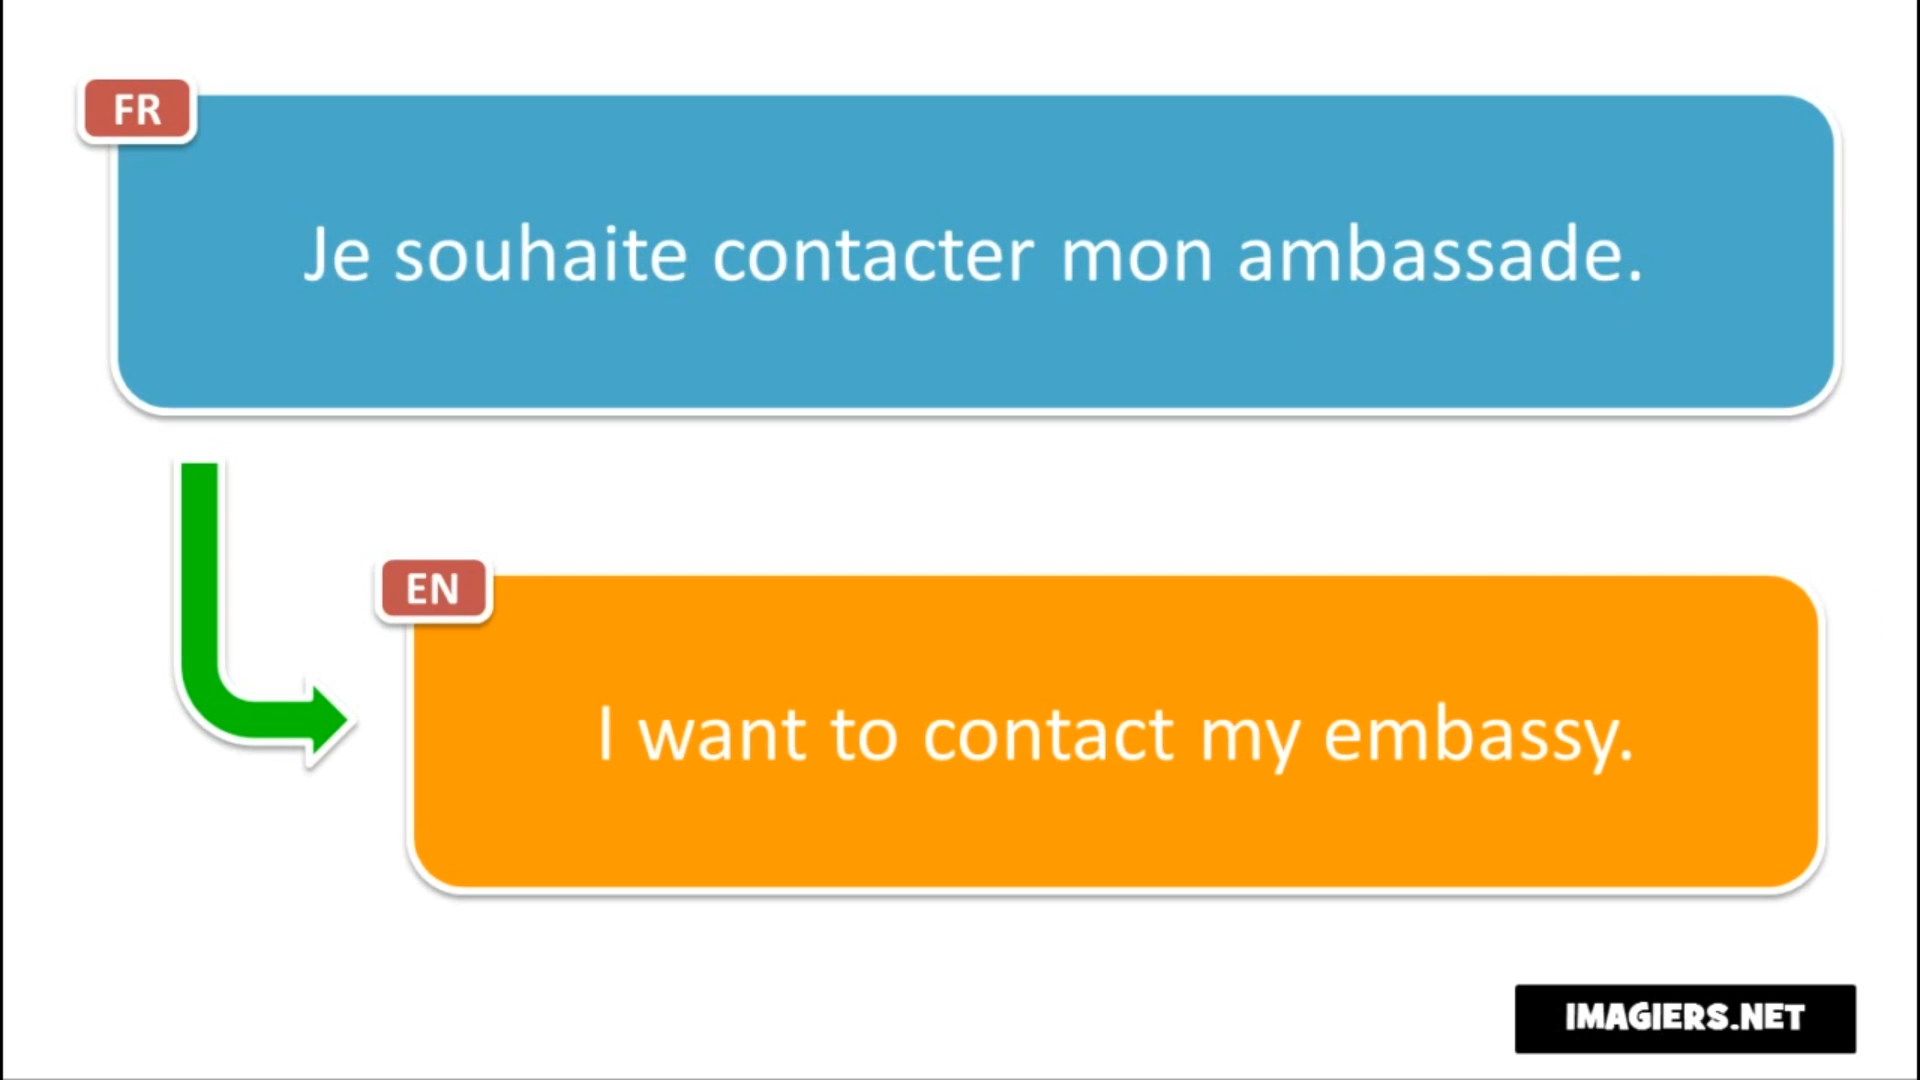 FR
Je souhaite contacter mon ambassade.
EN
I want to contact my embassy.
IMAGIERS.NET